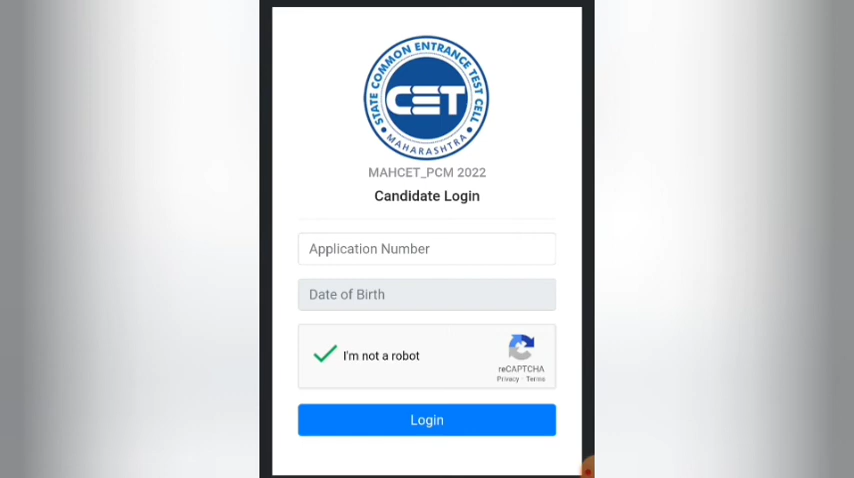 STATE COMMON ENTRANCE TEST CELL
CET
MAHARASHTRA
MAHCET_PCM 2022
Candidate Login
Application Number
Date of Birth
I'm not a robot
reCAPTCHA
Privacy - Terms
Login